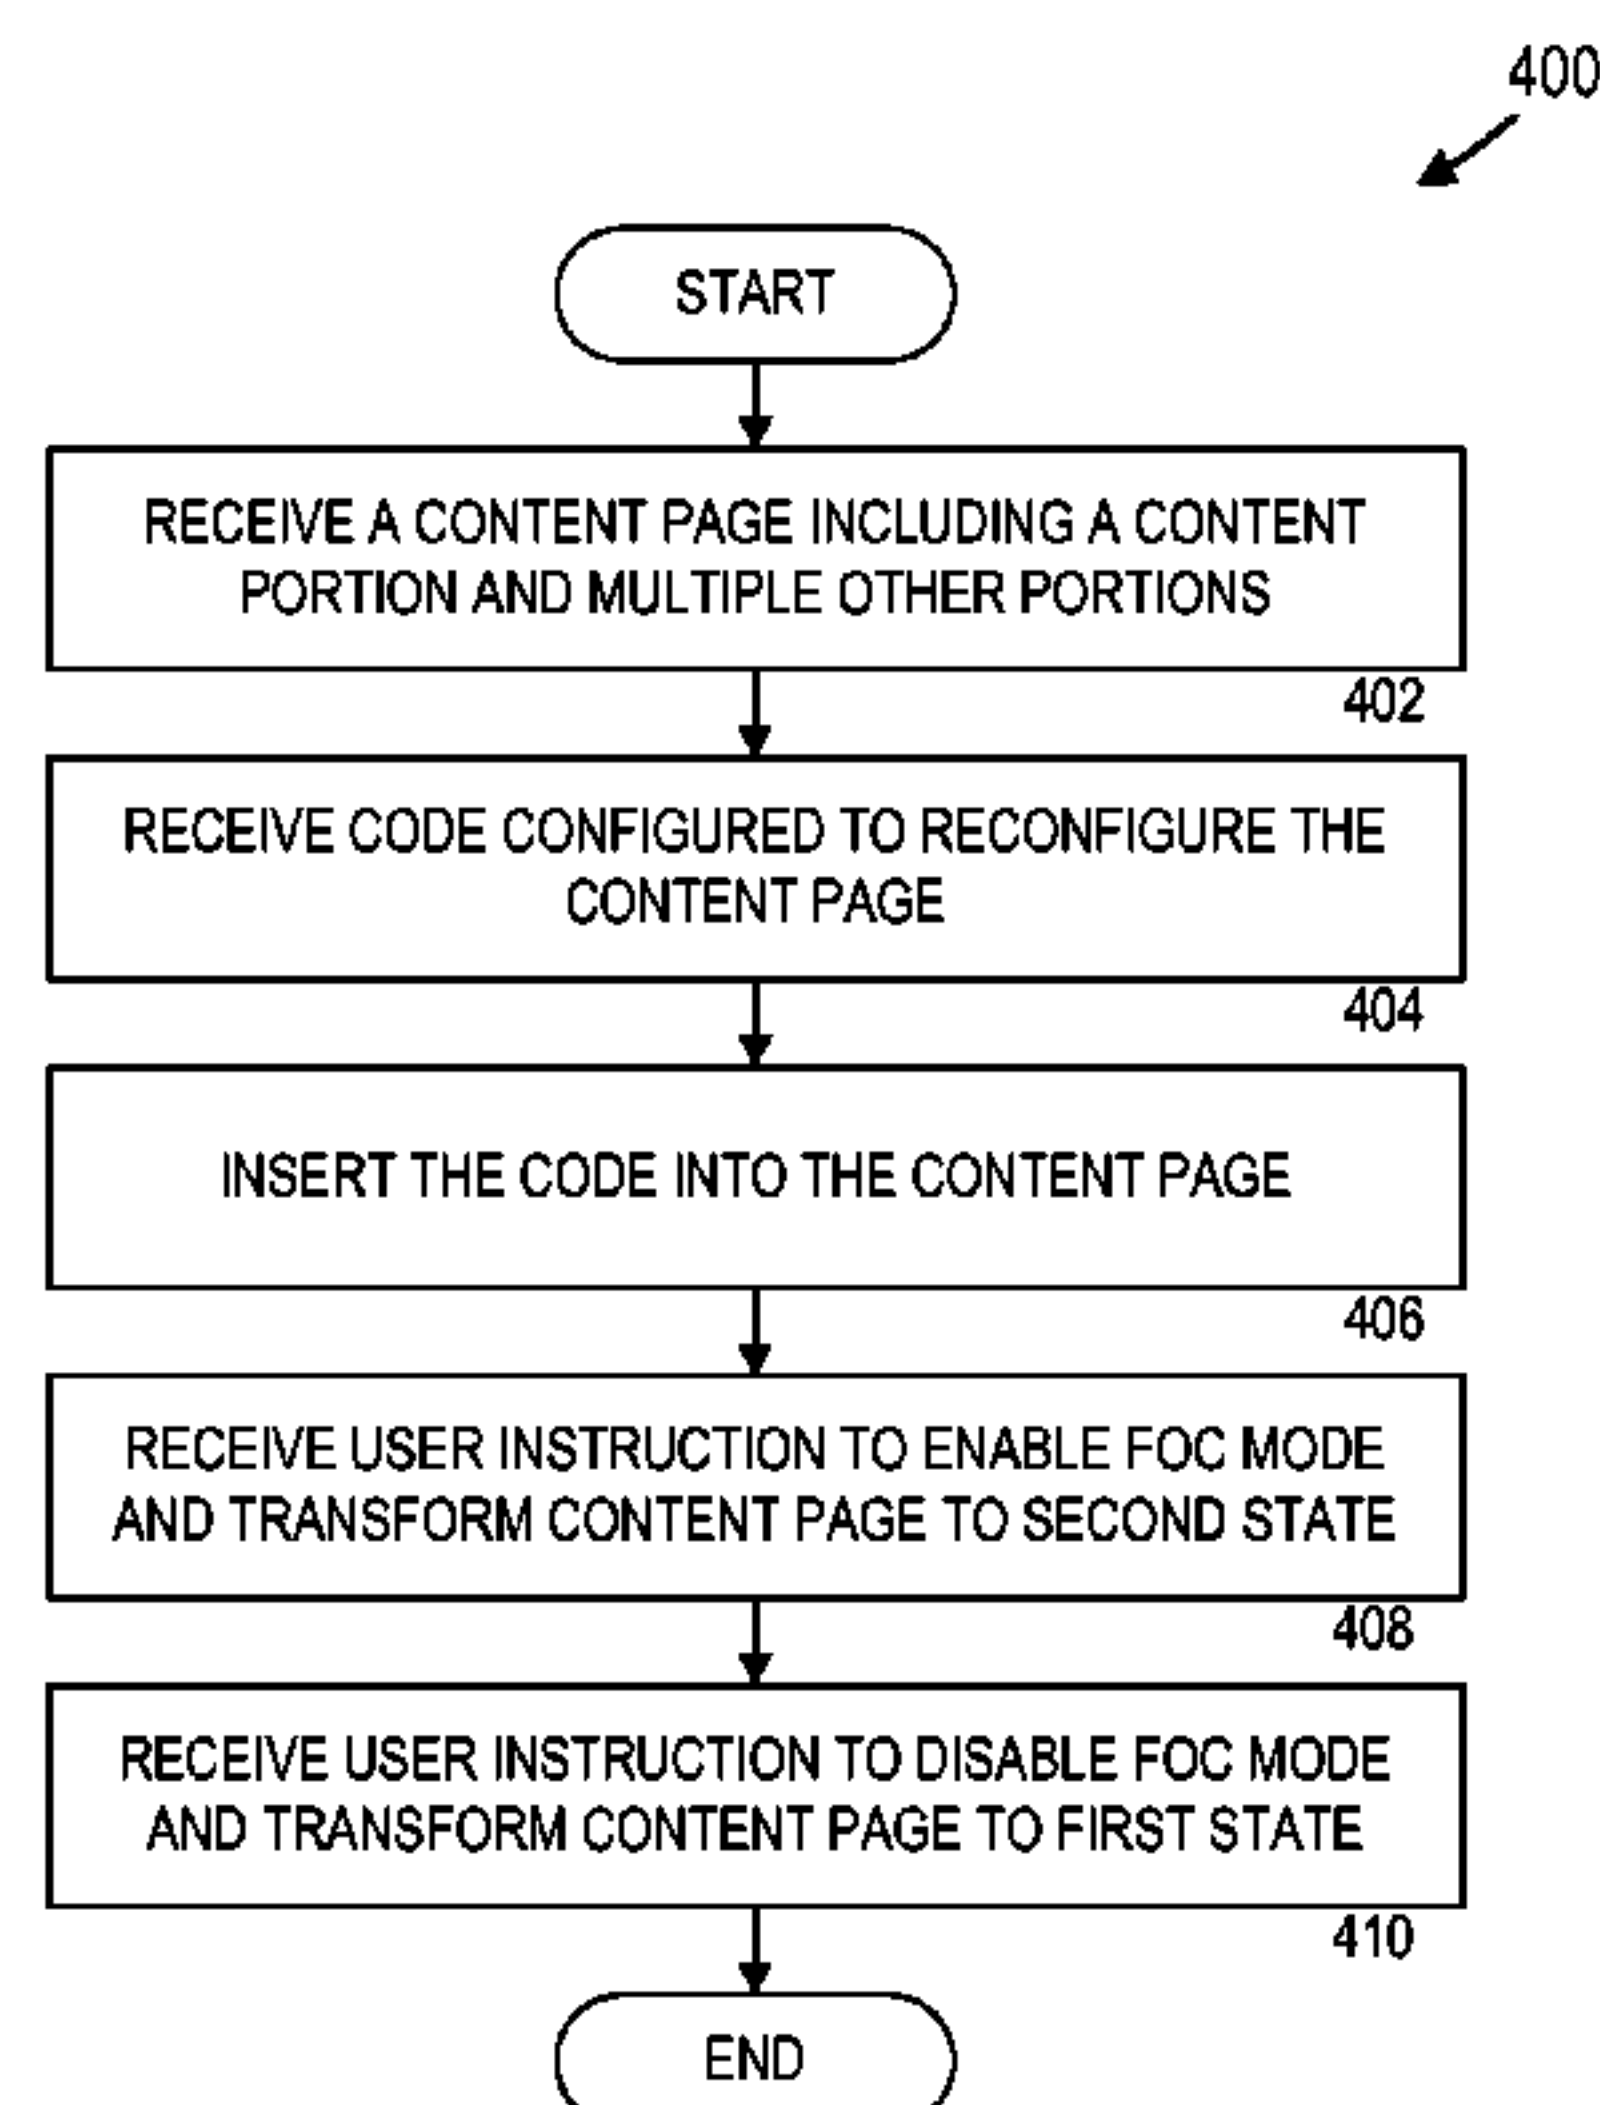 400
START
RECEIVE A CONTENT PAGE INCLUDING A CONTENT
PORTION AND MULTIPLE OTHER PORTIONS
402
RECEIVE CODE CONFIGURED TO RECONFIGURE THE
CONTENT PAGE
404
INSERT THE CODE INTO THE CONTENT PAGE
406
RECEIVE USER INSTRUCTION TO ENABLE FOC MODE
AND TRANSFORM CONTENT PAGE TO SECOND STATE
408
RECEIVE USER INSTRUCTION TO DISABLE FOC MODE
AND TRANSFORM CONTENT PAGE TO FIRST STATE
410
END